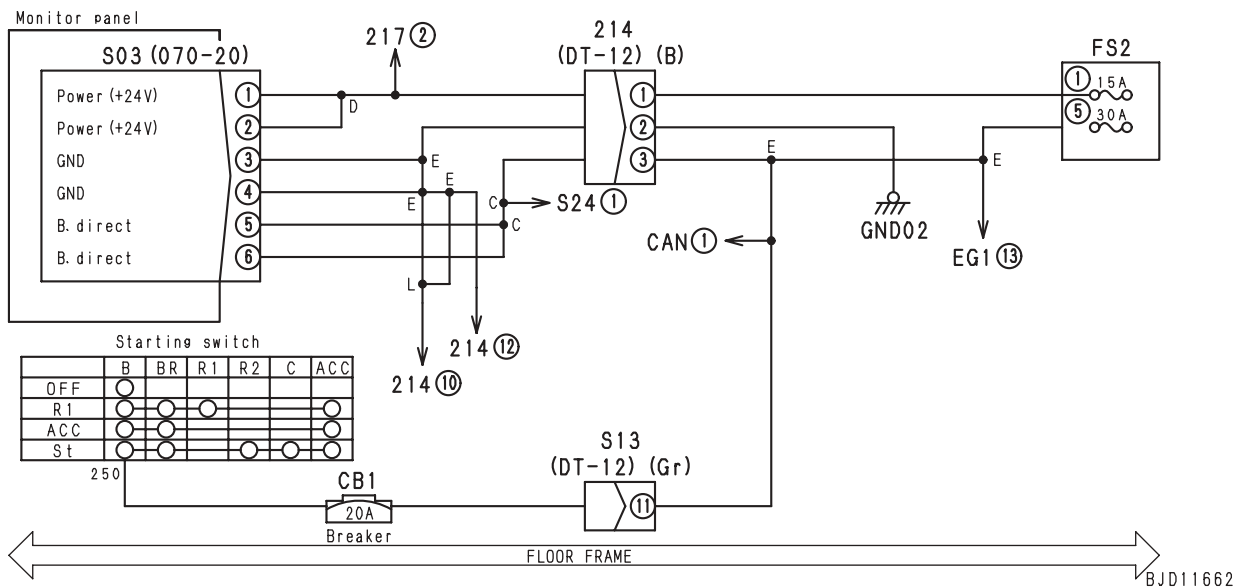 Monitor panel
S03 (070-20)
217 ②
214
(DT-12) (B)
FS2
Power (+24V) ①
D
① ① 15A
Power (+24V) ②
② ⑤ 30A
GND ③
E
③
E
E
GND ④
E
E
C
S24 ①
B. direct ⑤
C
CAN ①
GND02
EG1 ⑬
B. direct ⑥
L
214 ⑫
214 ⑩
Starting switch
B BR R1 R2 C ACC
OFF
R1
ACC
St
250
CB1
20A
Breaker
S13
(DT-12) (Gr)
⑪
FLOOR FRAME
BJD11662